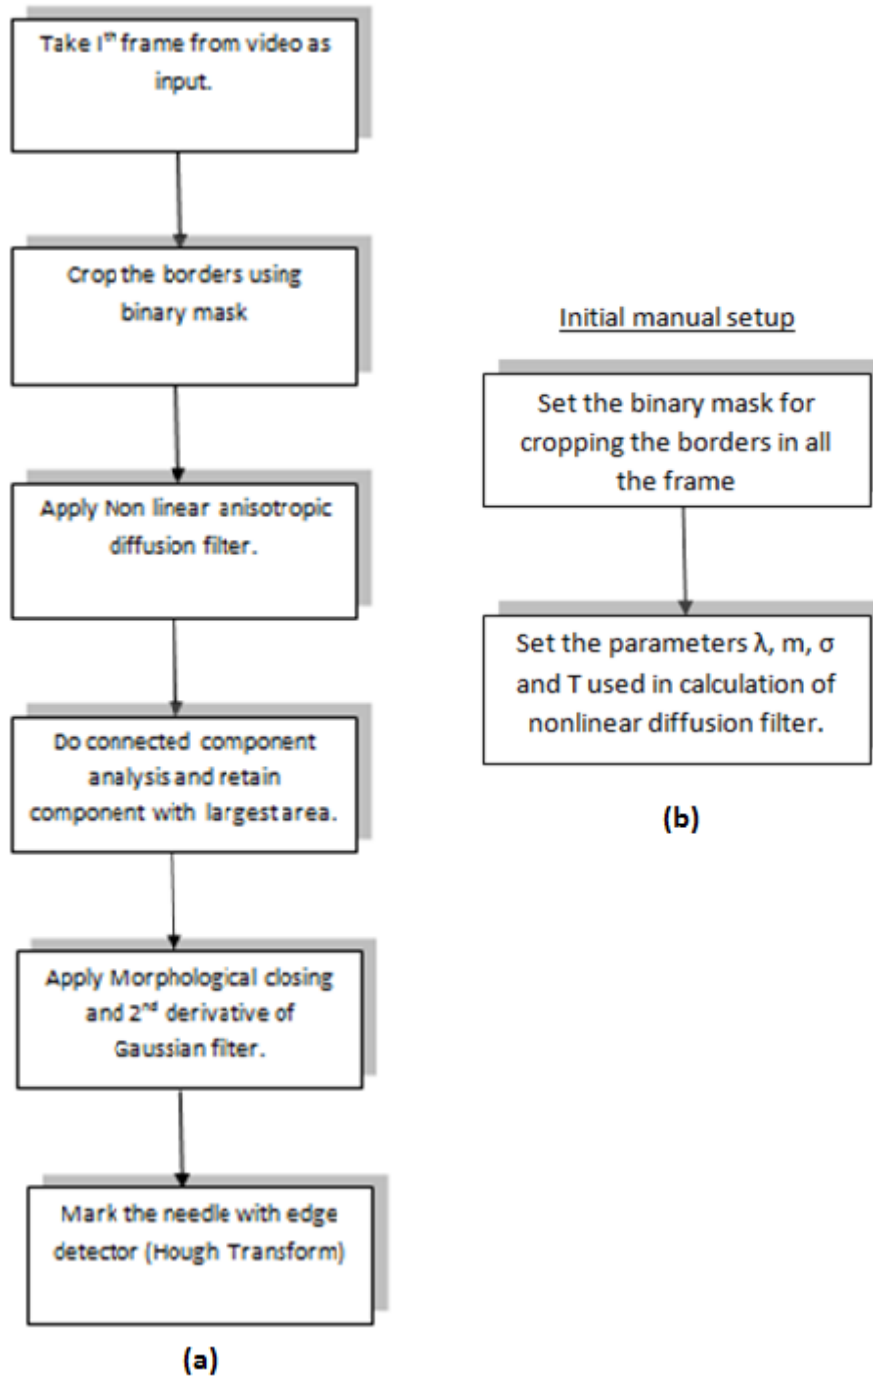 Take Iᵗʰ frame from video as
input.
Crop the borders using
binary mask
Apply Non linear anisotropic
diffusion filter.
Do connected component
analysis and retain
component with largest area.
Apply Morphological closing
and 2ⁿᵈ derivative of
Gaussian filter.
Mark the needle with edge
detector (Hough Transform)
(a)
Initial manual setup
Set the binary mask for
cropping the borders in all
the frame
Set the parameters λ, m, σ
and T used in calculation of
nonlinear diffusion filter.
(b)